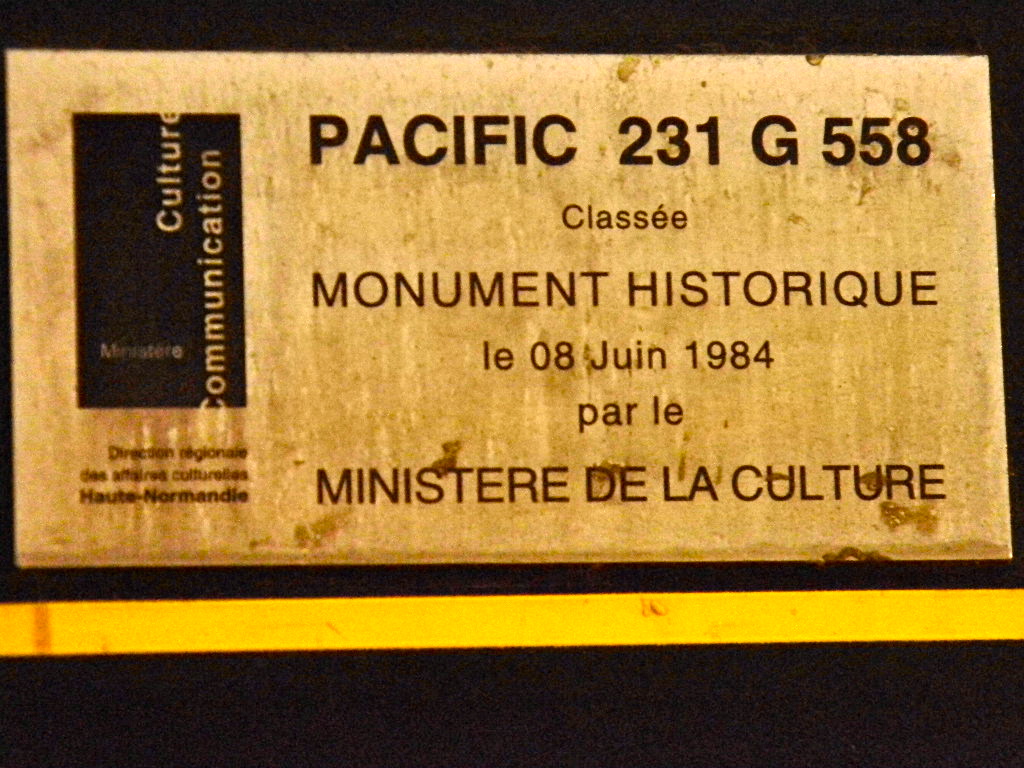 Culture
Communication
Ministère
Direction régionale
des affaires culturelles
Haute-Normandie
PACIFIC 231 G 558
Classée
MONUMENT HISTORIQUE
le 08 Juin 1984
par le
MINISTERE DE LA CULTURE